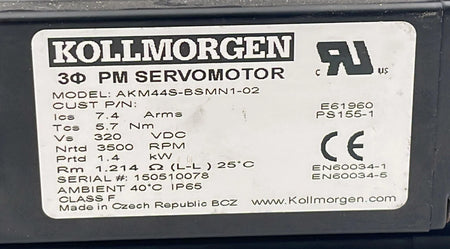 KOLLMORGEN
3Φ PM SERVOMOTOR
MODEL: AKM44S-BSMN1-02
CUST P/N:
Ics 7.4 Arms
Tcs 5.7 Nm
Vs 320 VDC
Nrtd 3500 RPM
Prtd 1.4 kW
Rm 1.214 Ω (L-L) 25°C
SERIAL#: 150510078
AMBIENT 40°C IP65
CLASS F
Made in Czech Republic BCZ
c RU us
E61960
PS155-1
CE
EN60034-1
EN60034-5
www.Kollmorgen.com